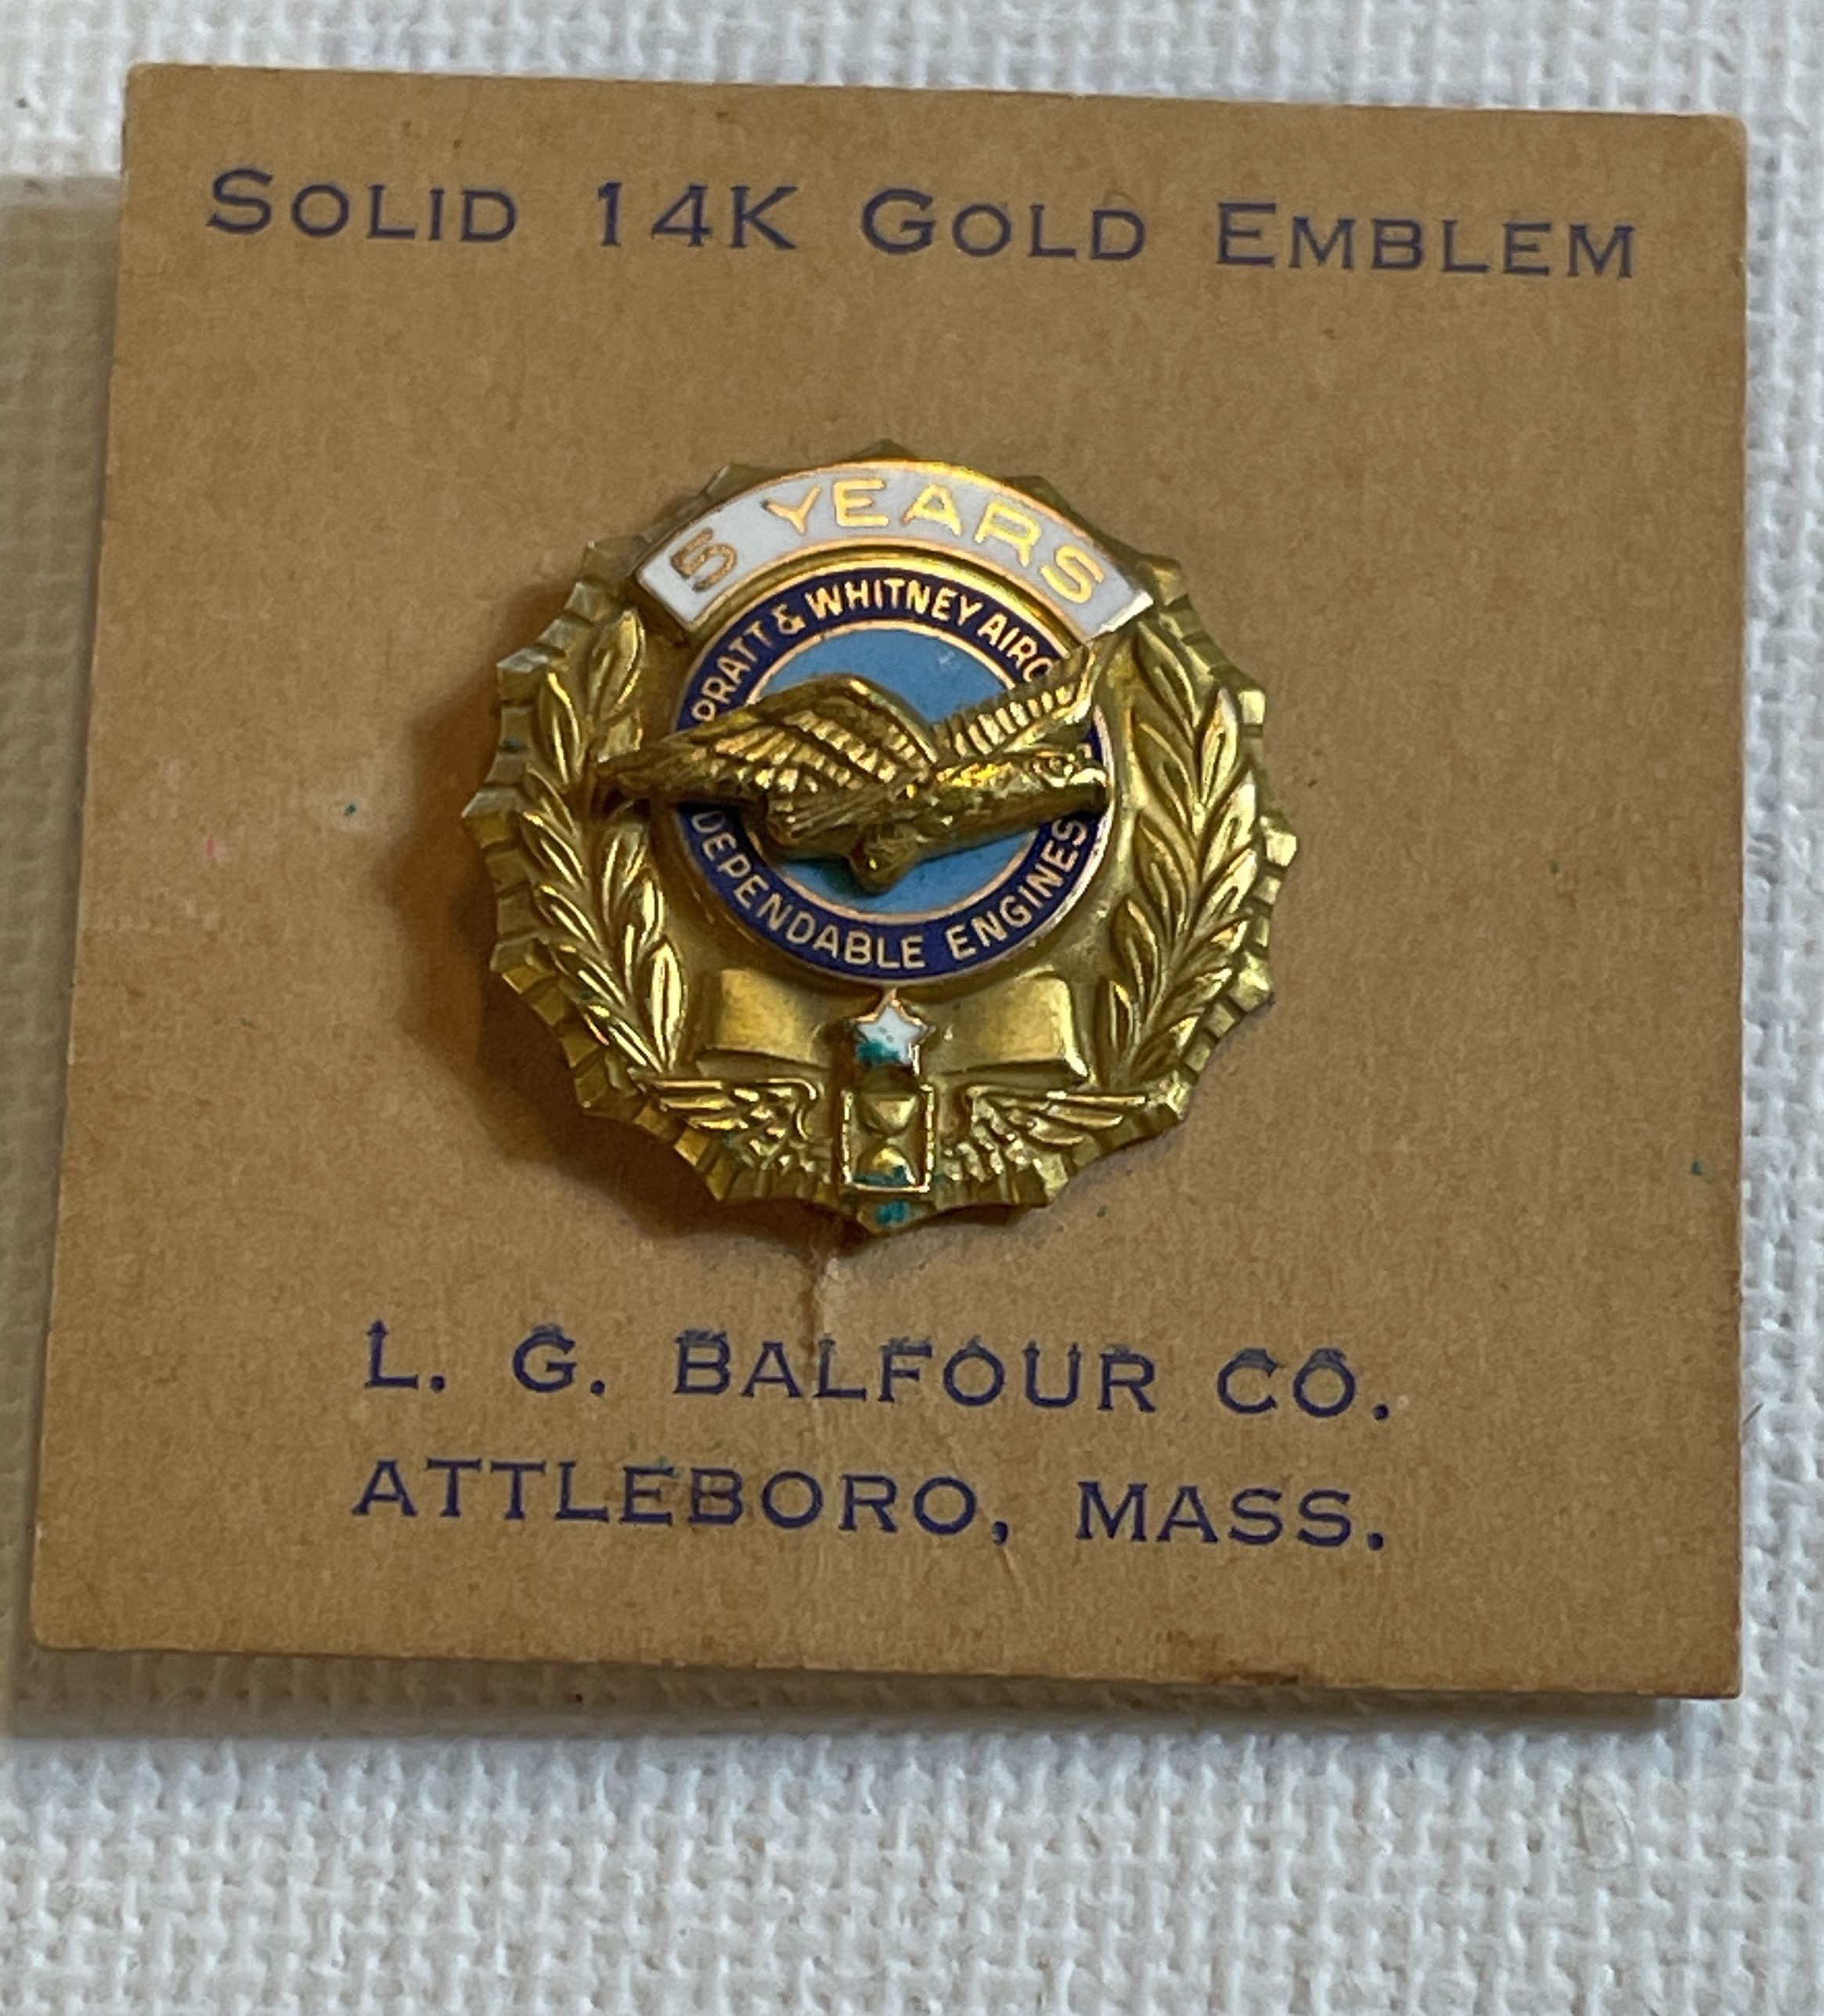 SOLID 14K GOLD EMBLEM
5 YEARS
PRATT & WHITNEY AIRC
DEPENDABLE ENGINES
L. G. BALFOUR CO.
ATTLEBORO, MASS.